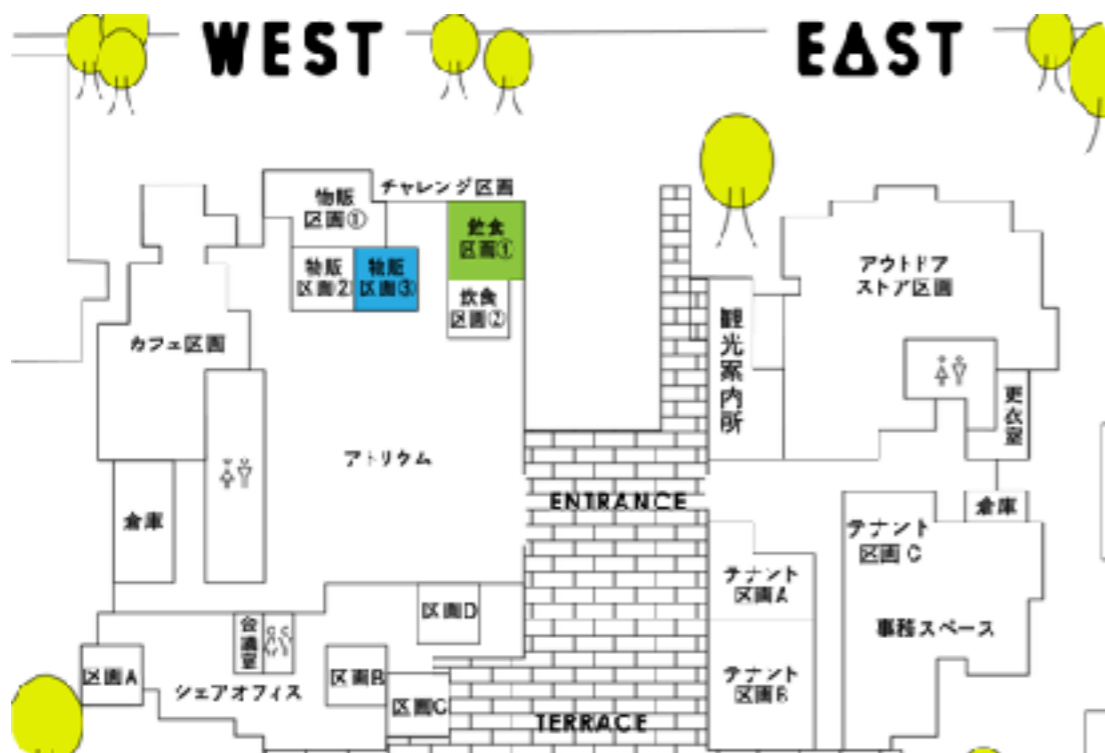 WEST
EAST
チャレンジ区画
物販
区画①
飲食
区画①
物販
区画2
物販
区画③
飲食
区画②
カフェ区画
アトリウム
倉庫
会議室
区画A
シェアオフィス
区画B
区画C
区画D
ENTRANCE
TERRACE
観光案内所
アウトドア
ストア区画
更衣室
倉庫
テナント
区画C
テナント
区画A
事務スペース
テナント
区画B